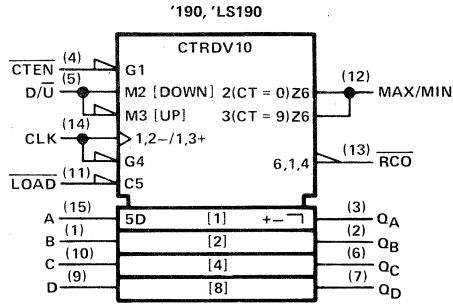 '190, 'LS190
CTRDV10
CTEN (4) G1
D/U (5) M2 [DOWN] 2(CT = 0)Z6 (12) MAX/MIN
M3 [UP] 3(CT = 9)Z6
CLK (14) 1,2−/1,3+
G4 6,1,4 (13) RCO
LOAD (11) C5
A (15) 5D [1] +− (3) QA
B (1) [2] (2) QB
C (10) [4] (6) QC
D (9) [8] (7) QD